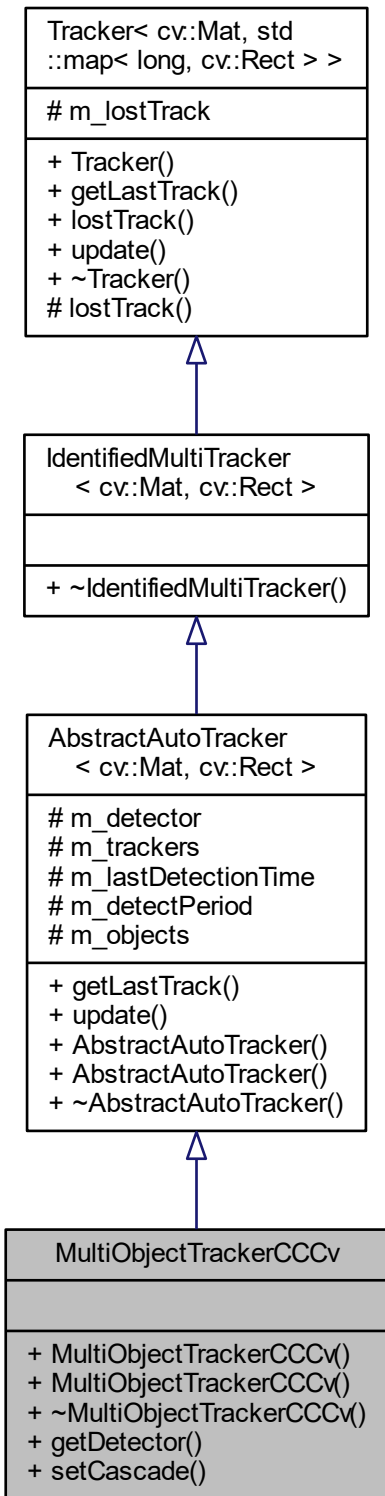 Tracker< cv::Mat, std
::map< long, cv::Rect > >
# m_lostTrack
+ Tracker()
+ getLastTrack()
+ lostTrack()
+ update()
+ ~Tracker()
# lostTrack()
IdentifiedMultiTracker
< cv::Mat, cv::Rect >
+ ~IdentifiedMultiTracker()
AbstractAutoTracker
< cv::Mat, cv::Rect >
# m_detector
# m_trackers
# m_lastDetectionTime
# m_detectPeriod
# m_objects
+ getLastTrack()
+ update()
+ AbstractAutoTracker()
+ AbstractAutoTracker()
+ ~AbstractAutoTracker()
MultiObjectTrackerCCCv
+ MultiObjectTrackerCCCv()
+ MultiObjectTrackerCCCv()
+ ~MultiObjectTrackerCCCv()
+ getDetector()
+ setCascade()